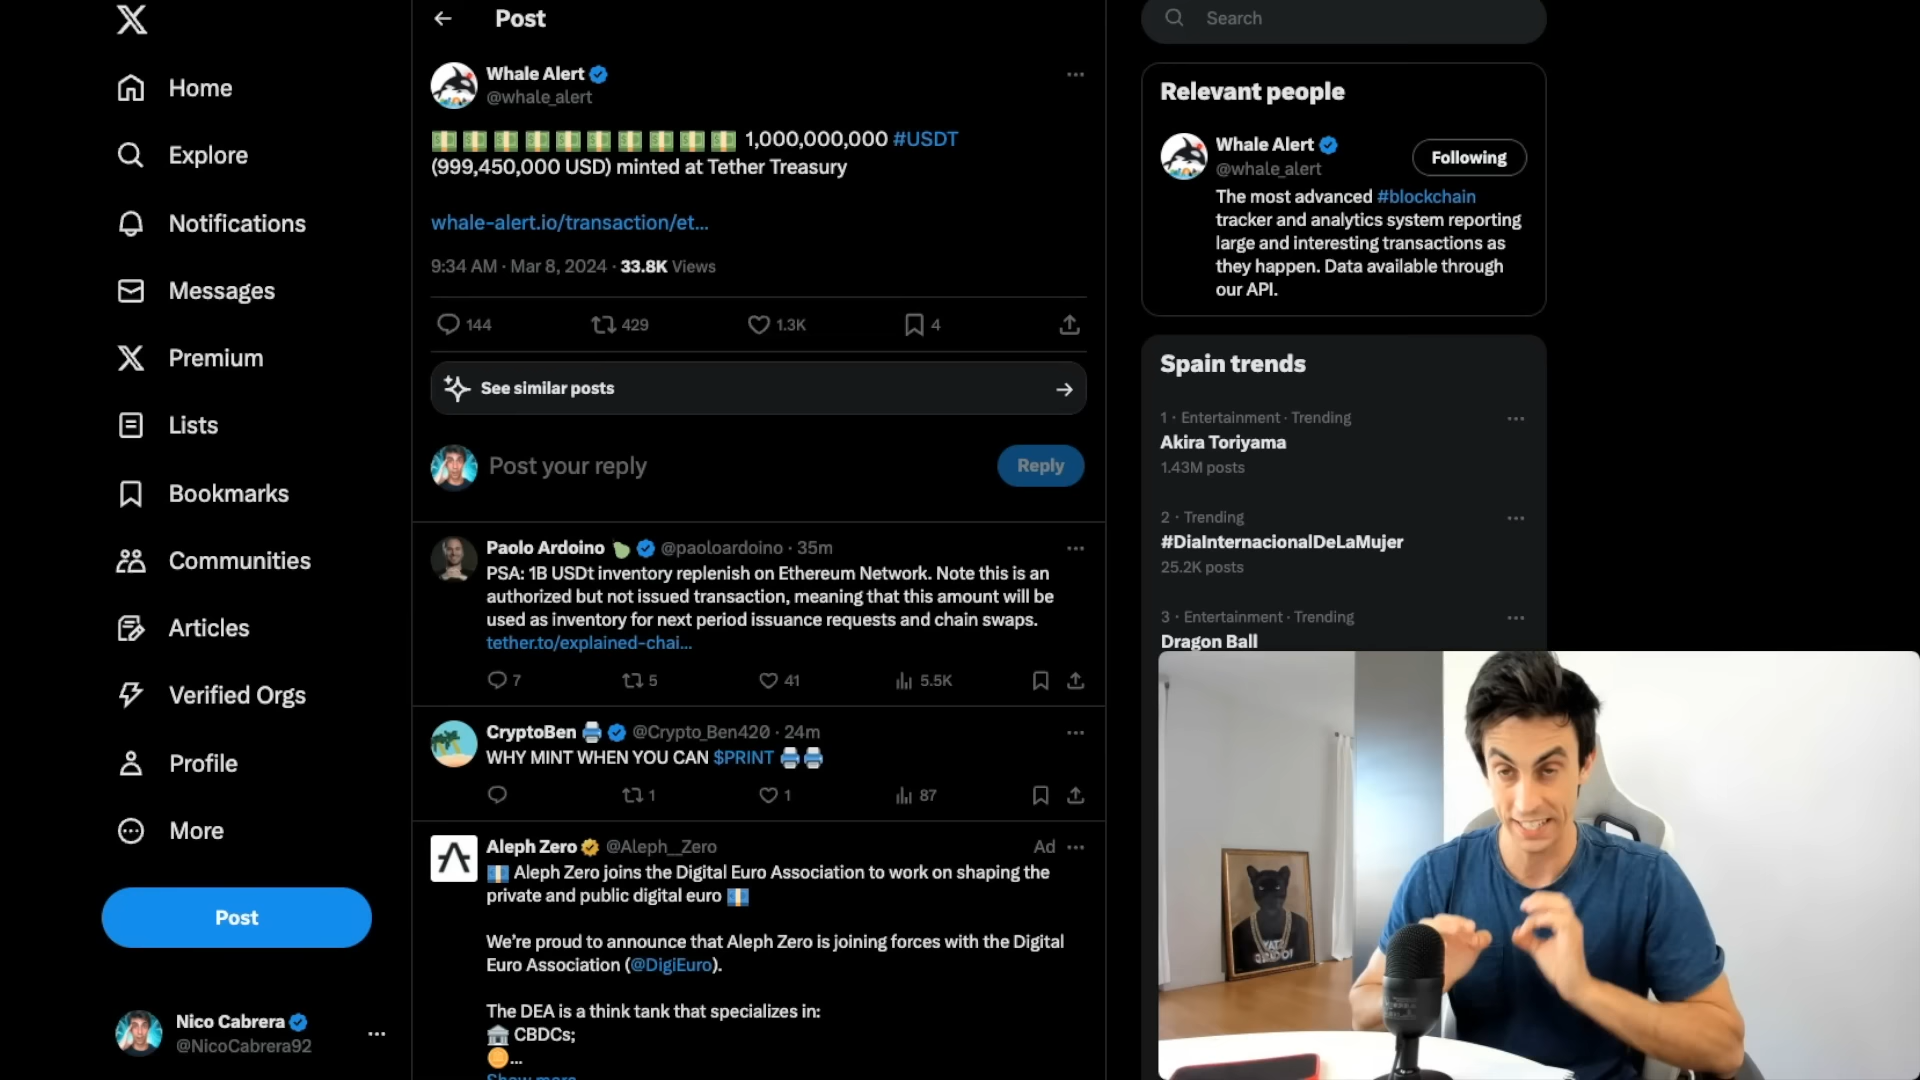 Home
Explore
Notifications
Messages
Premium
Lists
Bookmarks
Communities
Articles
Verified Orgs
Profile
More
Post
Nico Cabrera
@NicoCabrera92
Post
Whale Alert
@whale_alert
1,000,000,000 #USDT
(999,450,000 USD) minted at Tether Treasury
whale-alert.io/transaction/et...
9:34 AM · Mar 8, 2024 · 33.8K Views
144 429 1.3K 4
See similar posts
Post your reply
Reply
Paolo Ardoino @paoloardoino · 35m
PSA: 1B USDt inventory replenish on Ethereum Network. Note this is an
authorized but not issued transaction, meaning that this amount will be
used as inventory for next period issuance requests and chain swaps.
tether.to/explained-chai...
7 5 41 5.5K
CryptoBen @Crypto_Ben420 · 24m
WHY MINT WHEN YOU CAN $PRINT
1 1 87
Aleph Zero @Aleph__Zero Ad
Aleph Zero joins the Digital Euro Association to work on shaping the
private and public digital euro
We're proud to announce that Aleph Zero is joining forces with the Digital
Euro Association (@DigiEuro).
The DEA is a think tank that specializes in:
CBDCs;
...
Show more
Search
Relevant people
Whale Alert
@whale_alert
Following
The most advanced #blockchain
tracker and analytics system reporting
large and interesting transactions as
they happen. Data available through
our API.
Spain trends
1 · Entertainment · Trending
Akira Toriyama
1.43M posts
2 · Trending
#DiaInternacionalDeLaMujer
25.2K posts
3 · Entertainment · Trending
Dragon Ball